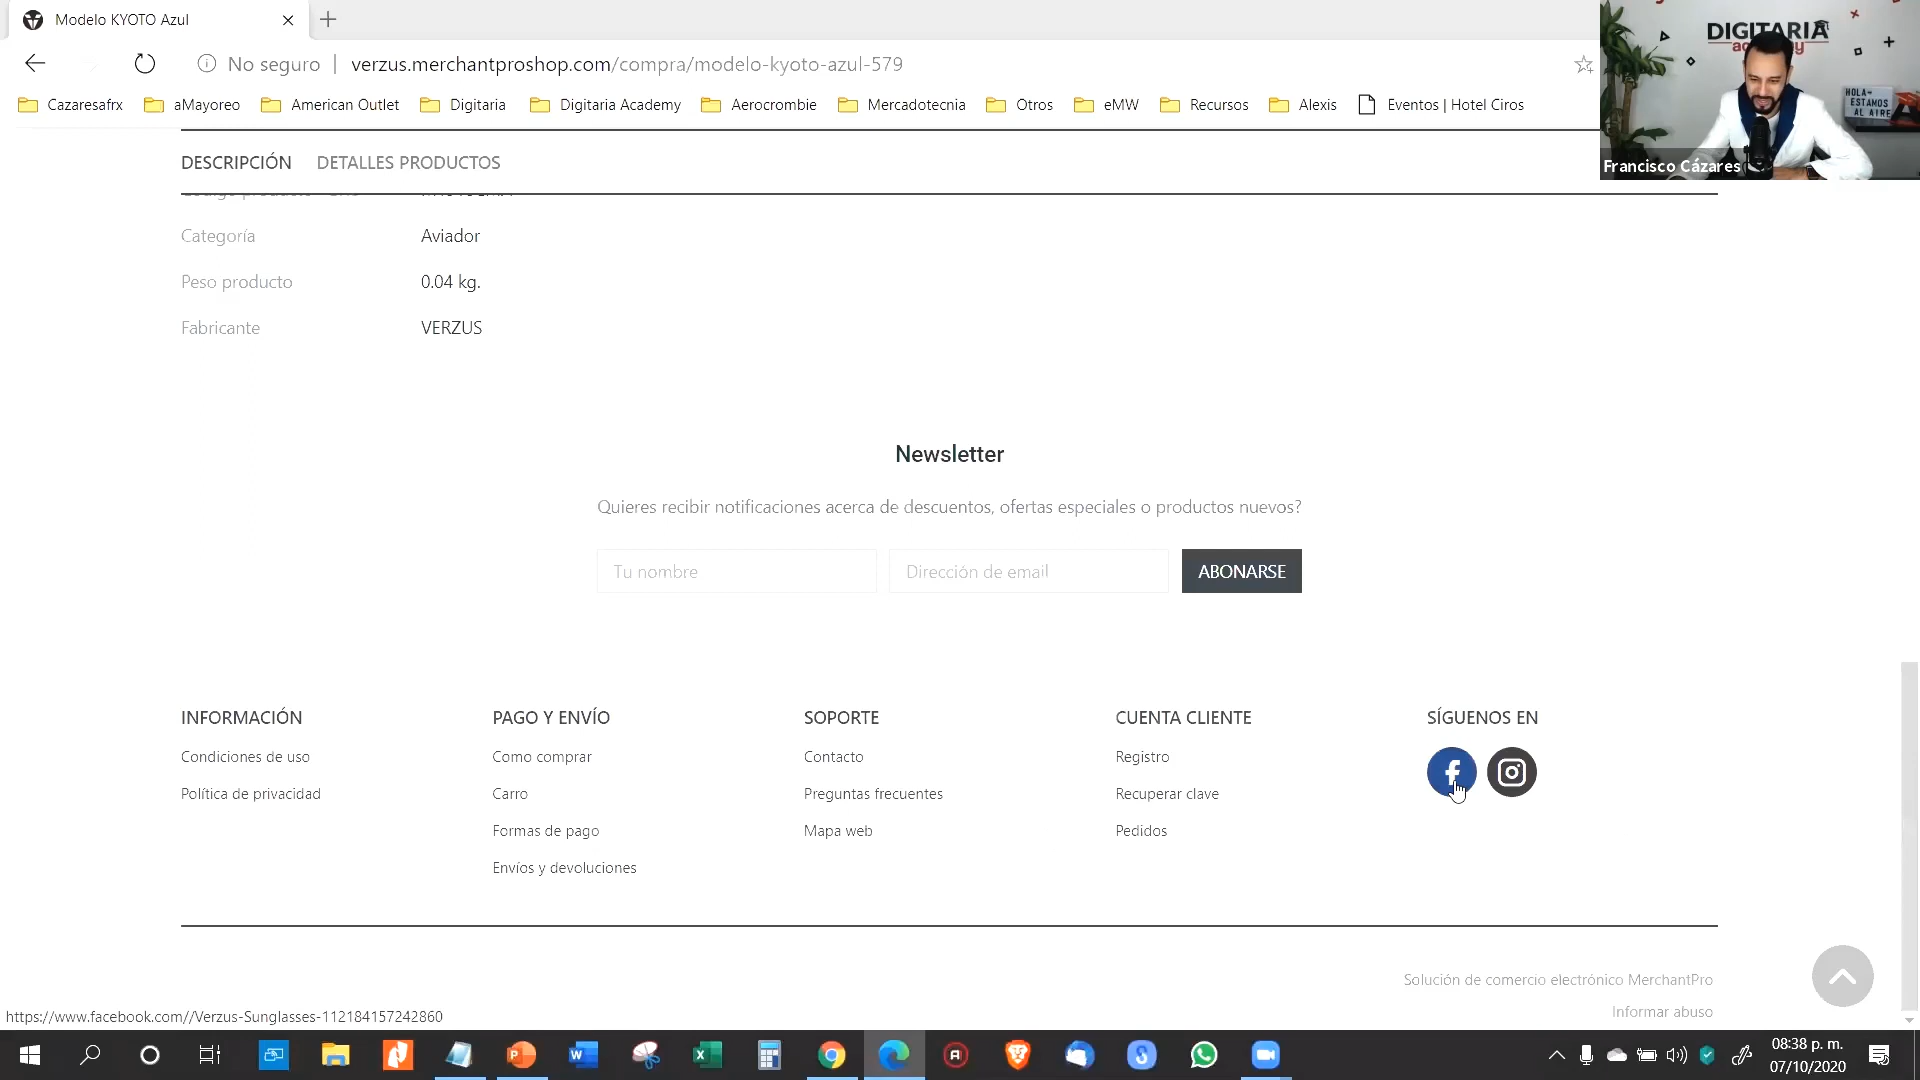 Modelo KYOTO Azul
No seguro | verzus.merchantproshop.com/compra/modelo-kyoto-azul-579
Cazaresafrx aMayoreo American Outlet Digitaria Digitaria Academy Aerocrombie Mercadotecnia Otros eMW Recursos Alexis Eventos | Hotel Ciros
DIGITARIA
academy
HOLA
ESTAMOS
AL AIRE
Francisco Cázares
DESCRIPCIÓN DETALLES PRODUCTOS
Categoría Aviador
Peso producto 0.04 kg.
Fabricante VERZUS
Newsletter
Quieres recibir notificaciones acerca de descuentos, ofertas especiales o productos nuevos?
Tu nombre Dirección de email ABONARSE
INFORMACIÓN PAGO Y ENVÍO SOPORTE CUENTA CLIENTE SÍGUENOS EN
Condiciones de uso Como comprar Contacto Registro
Política de privacidad Carro Preguntas frecuentes Recuperar clave
Formas de pago Mapa web Pedidos
Envíos y devoluciones
Solución de comercio electrónico MerchantPro
Informar abuso
https://www.facebook.com//Verzus-Sunglasses-112184157242860
08:38 p. m.
07/10/2020